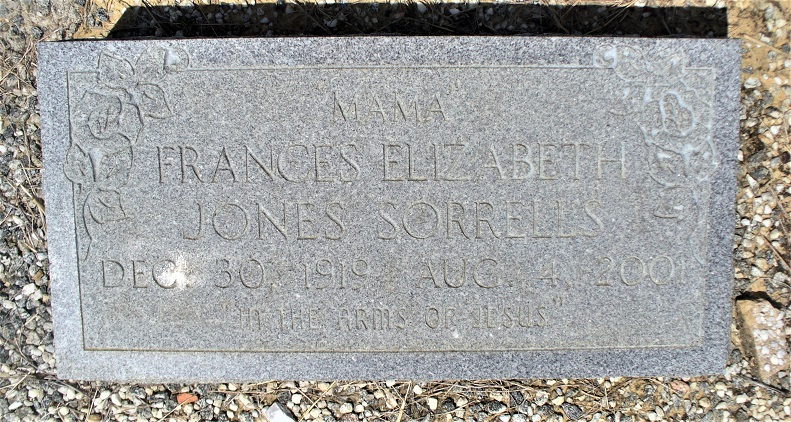 "MAMA"
FRANCES ELIZABETH
JONES SORRELLS
DEC. 30, 1919 AUG. 4, 2001
"IN THE ARMS OF JESUS"